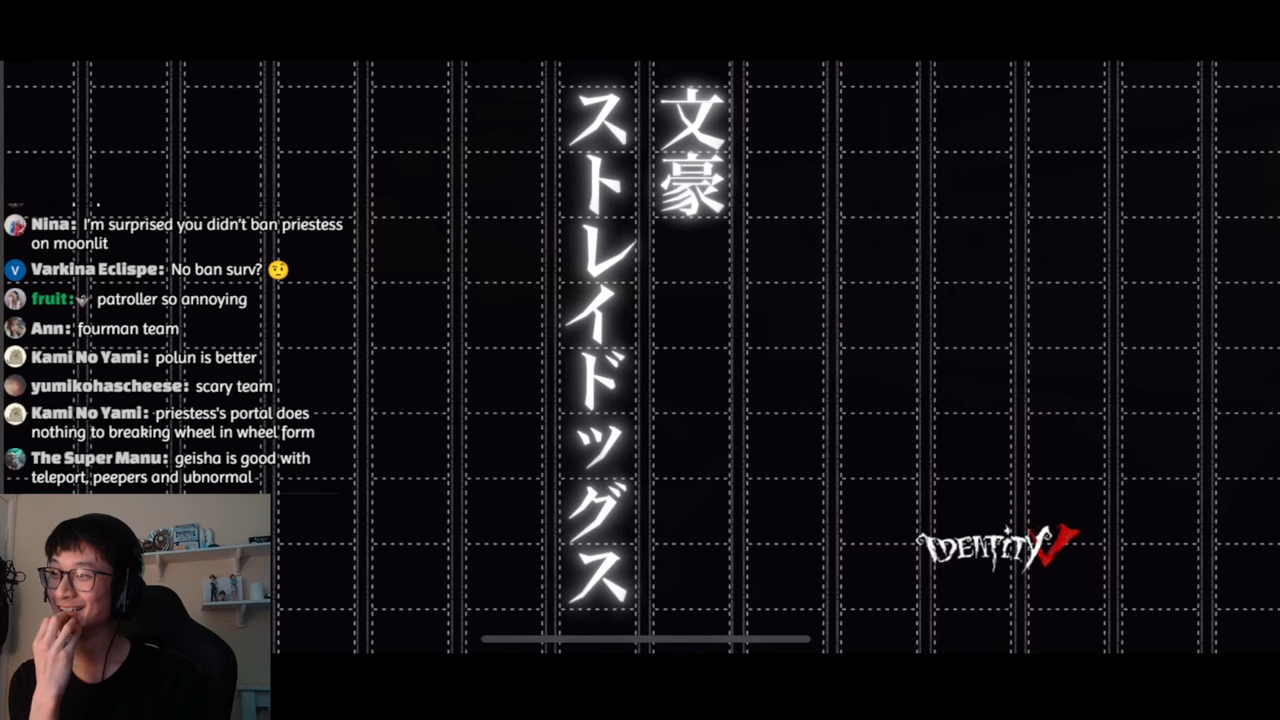 文豪
ストレイドッグス
Nina: I'm surprised you didn't ban priestess
on moonlit
Varkina Eclispe: No ban surv? 🤨
fruit: patroller so annoying
Ann: fourman team
Kami No Yami: polun is better
yumikohascheese: scary team
Kami No Yami: priestess's portal does
nothing to breaking wheel in wheel form
The Super Manu: geisha is good with
teleport, peepers and ubnormal
V
IDENTITY V